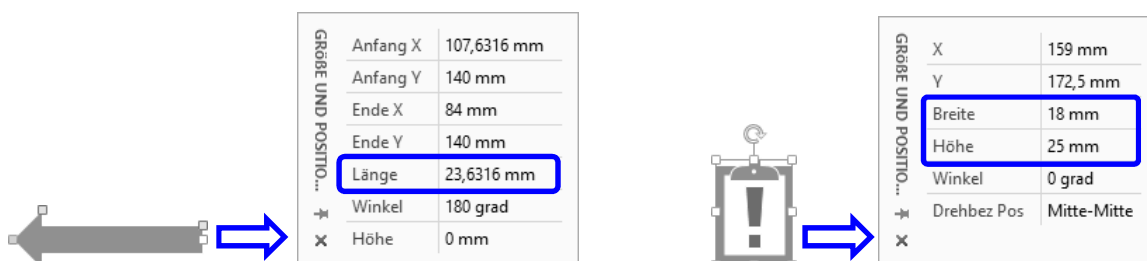 GRÖßE UND POSITIO...
Anfang X 107,6316 mm
Anfang Y 140 mm
Ende X 84 mm
Ende Y 140 mm
Länge 23,6316 mm
Winkel 180 grad
Höhe 0 mm
GRÖßE UND POSITIO...
X 159 mm
Y 172,5 mm
Breite 18 mm
Höhe 25 mm
Winkel 0 grad
Drehbez Pos Mitte-Mitte